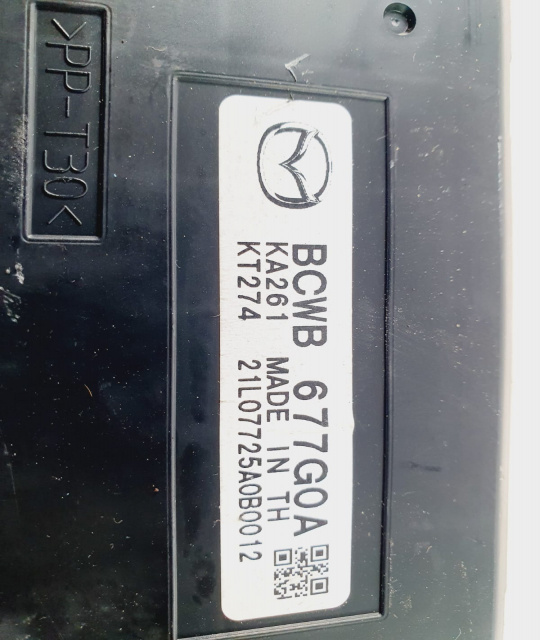 >PP-T30<
BCWB 677G0A
KA261 MADE IN TH
KT274 21L07725A0B0012